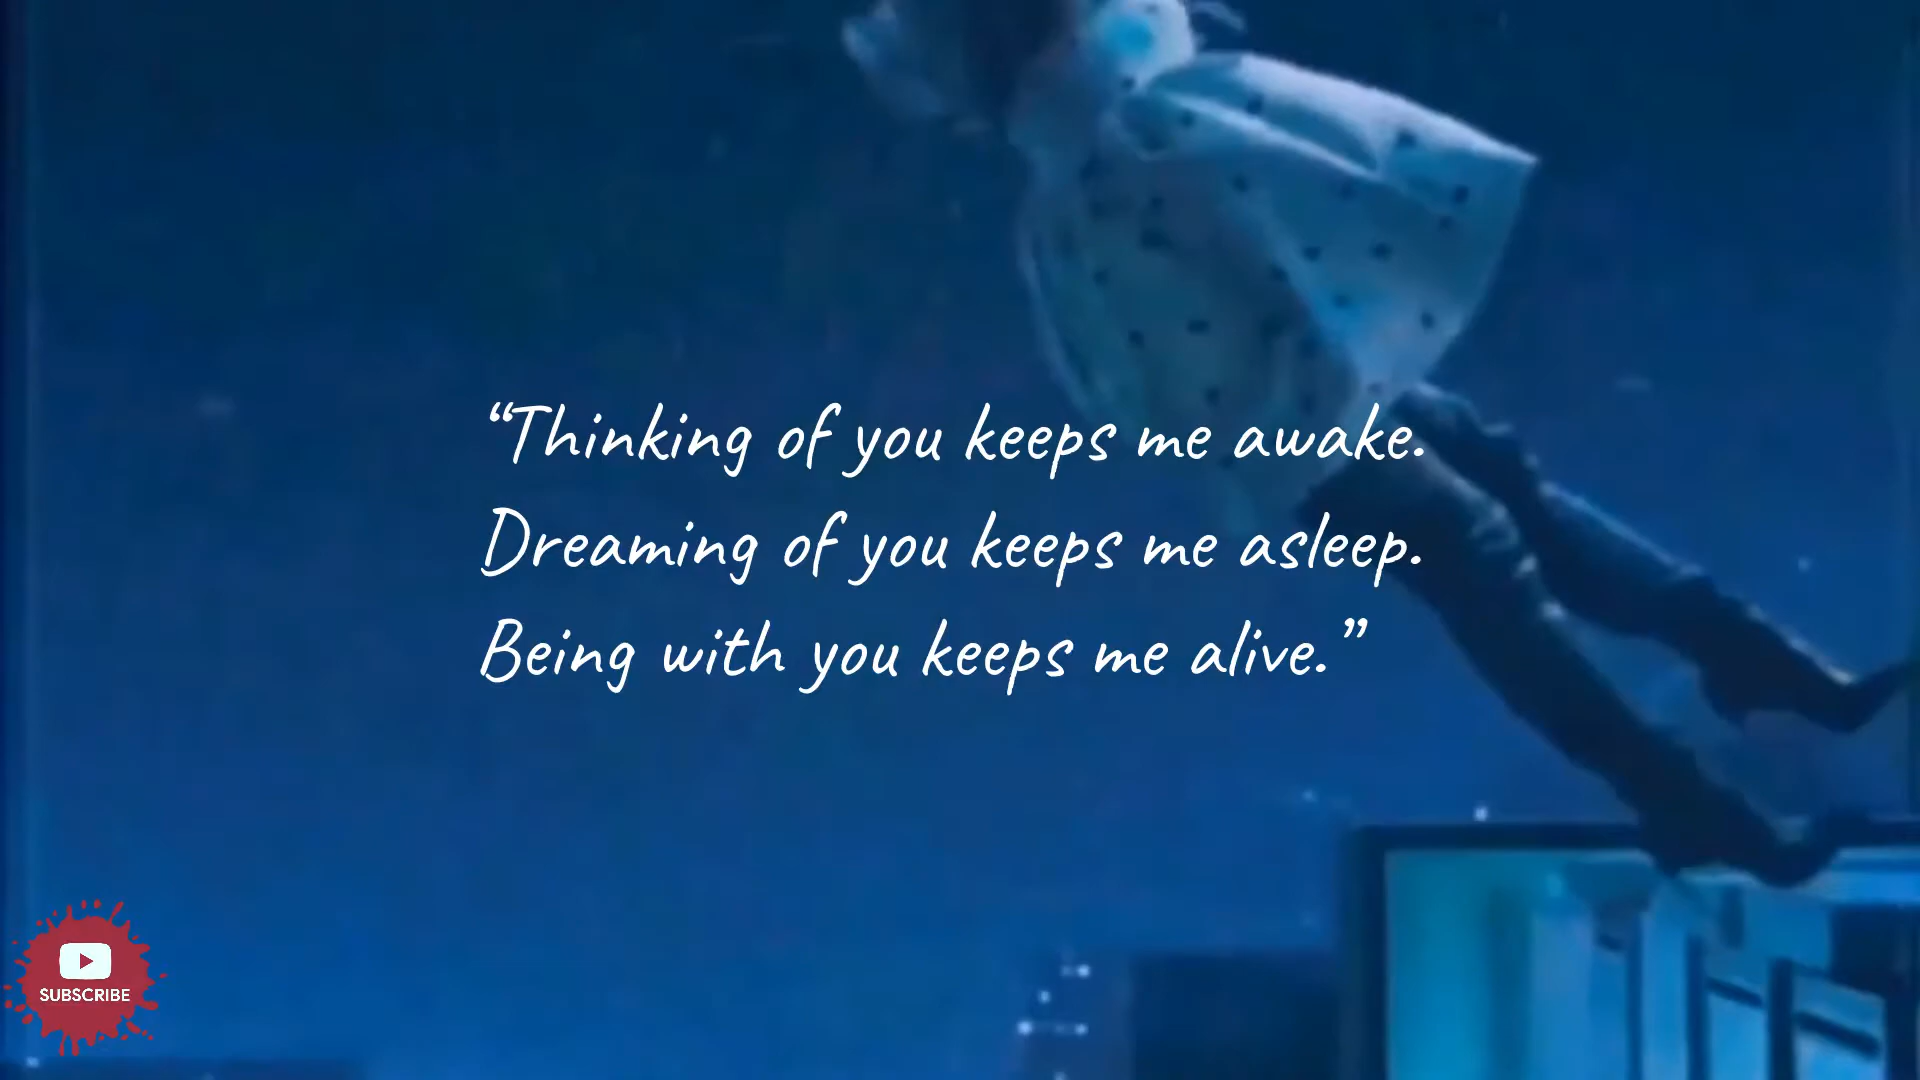 “Thinking of you keeps me awake.
Dreaming of you keeps me asleep.
Being with you keeps me alive.”
SUBSCRIBE